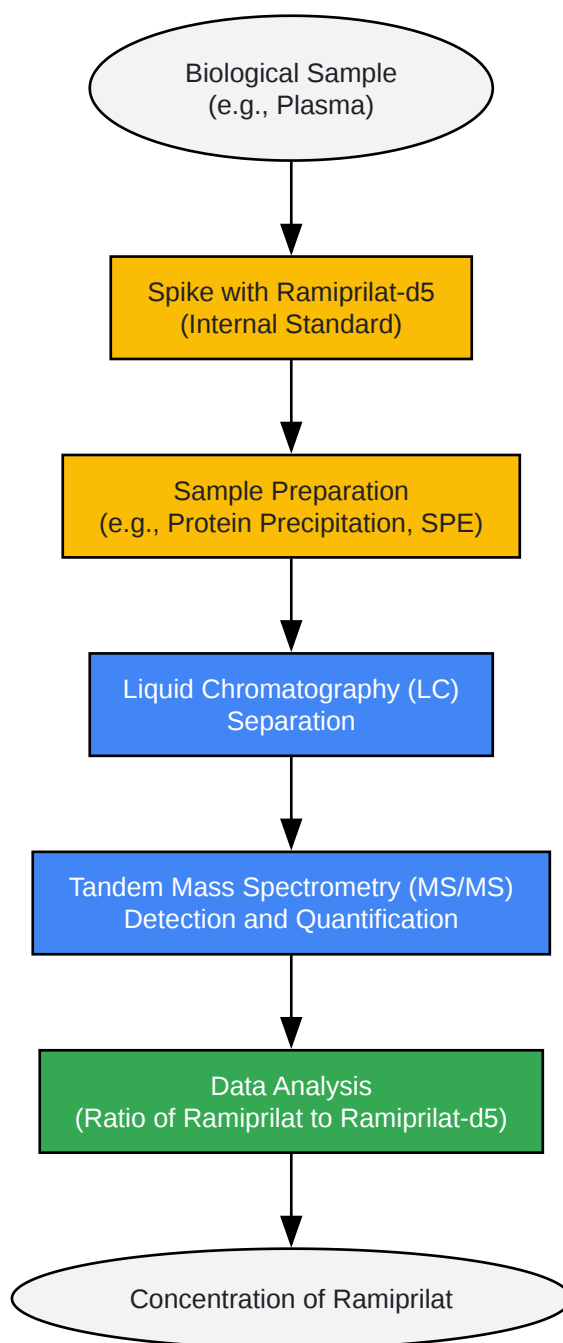 Biological Sample
(e.g., Plasma)
Spike with Ramiprilat-d5
(Internal Standard)
Sample Preparation
(e.g., Protein Precipitation, SPE)
Liquid Chromatography (LC)
Separation
Tandem Mass Spectrometry (MS/MS)
Detection and Quantification
Data Analysis
(Ratio of Ramiprilat to Ramiprilat-d5)
Concentration of Ramiprilat